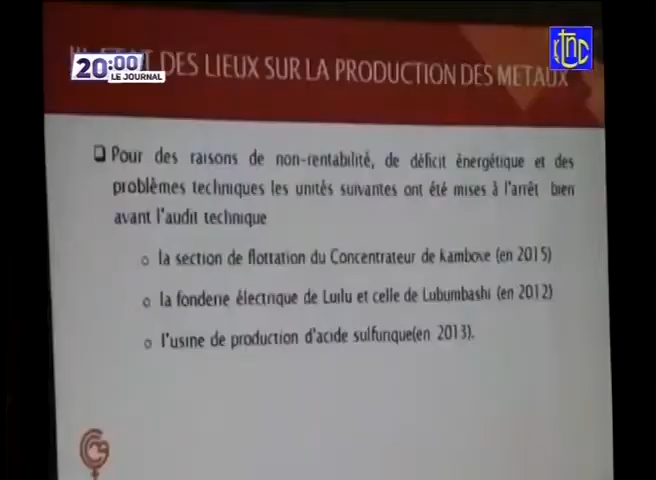 ÉTAT DES LIEUX SUR LA PRODUCTION DES METAUX
20:00
LE JOURNAL
rtnc
❑ Pour des raisons de non-rentabilité, de déficit énergétique et des
problèmes techniques les unités suivantes ont été mises à l'arrêt bien
avant l'audit technique
o la section de flottation du Concentrateur de kambove (en 2015)
o la fonderie électrique de Luilu et celle de Lubumbashi (en 2012)
o l'usine de production d'acide sulfurique(en 2013).